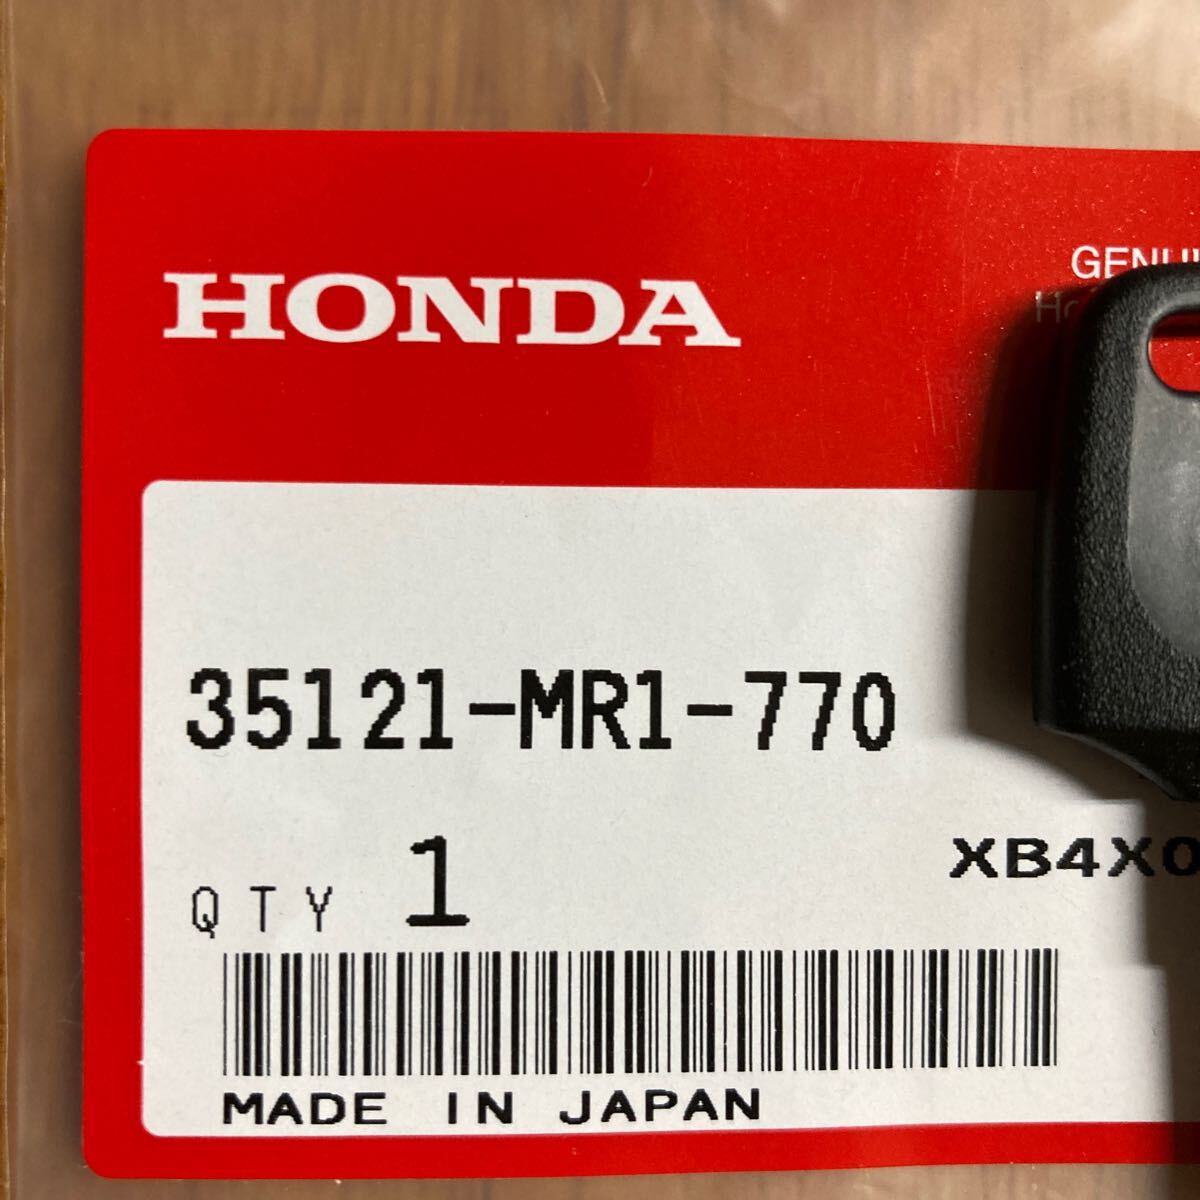 HONDA
35121-MR1-770
QTY 1
MADE IN JAPAN